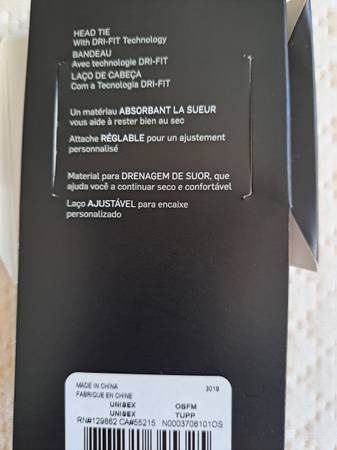 HEAD TIE
With DRI-FIT Technology
BANDEAU
Avec technologie DRI-FIT
LAÇO DE CABEÇA
Com a Tecnologia DRI-FIT
Un matériau ABSORBANT LA SUEUR
vous aide à rester bien au sec
Attache RÉGLABLE pour un ajustement
personnalisé
Material para DRENAGEM DE SUOR, que
ajuda você a continuar seco e confortável
Laço AJUSTÁVEL para encaixe
personalizado
MADE IN CHINA 3019
FABRIQUE EN CHINE
UNISEX OSFM
UNISEX TUPP
RN#129662 CA#55215 N0003706101OS